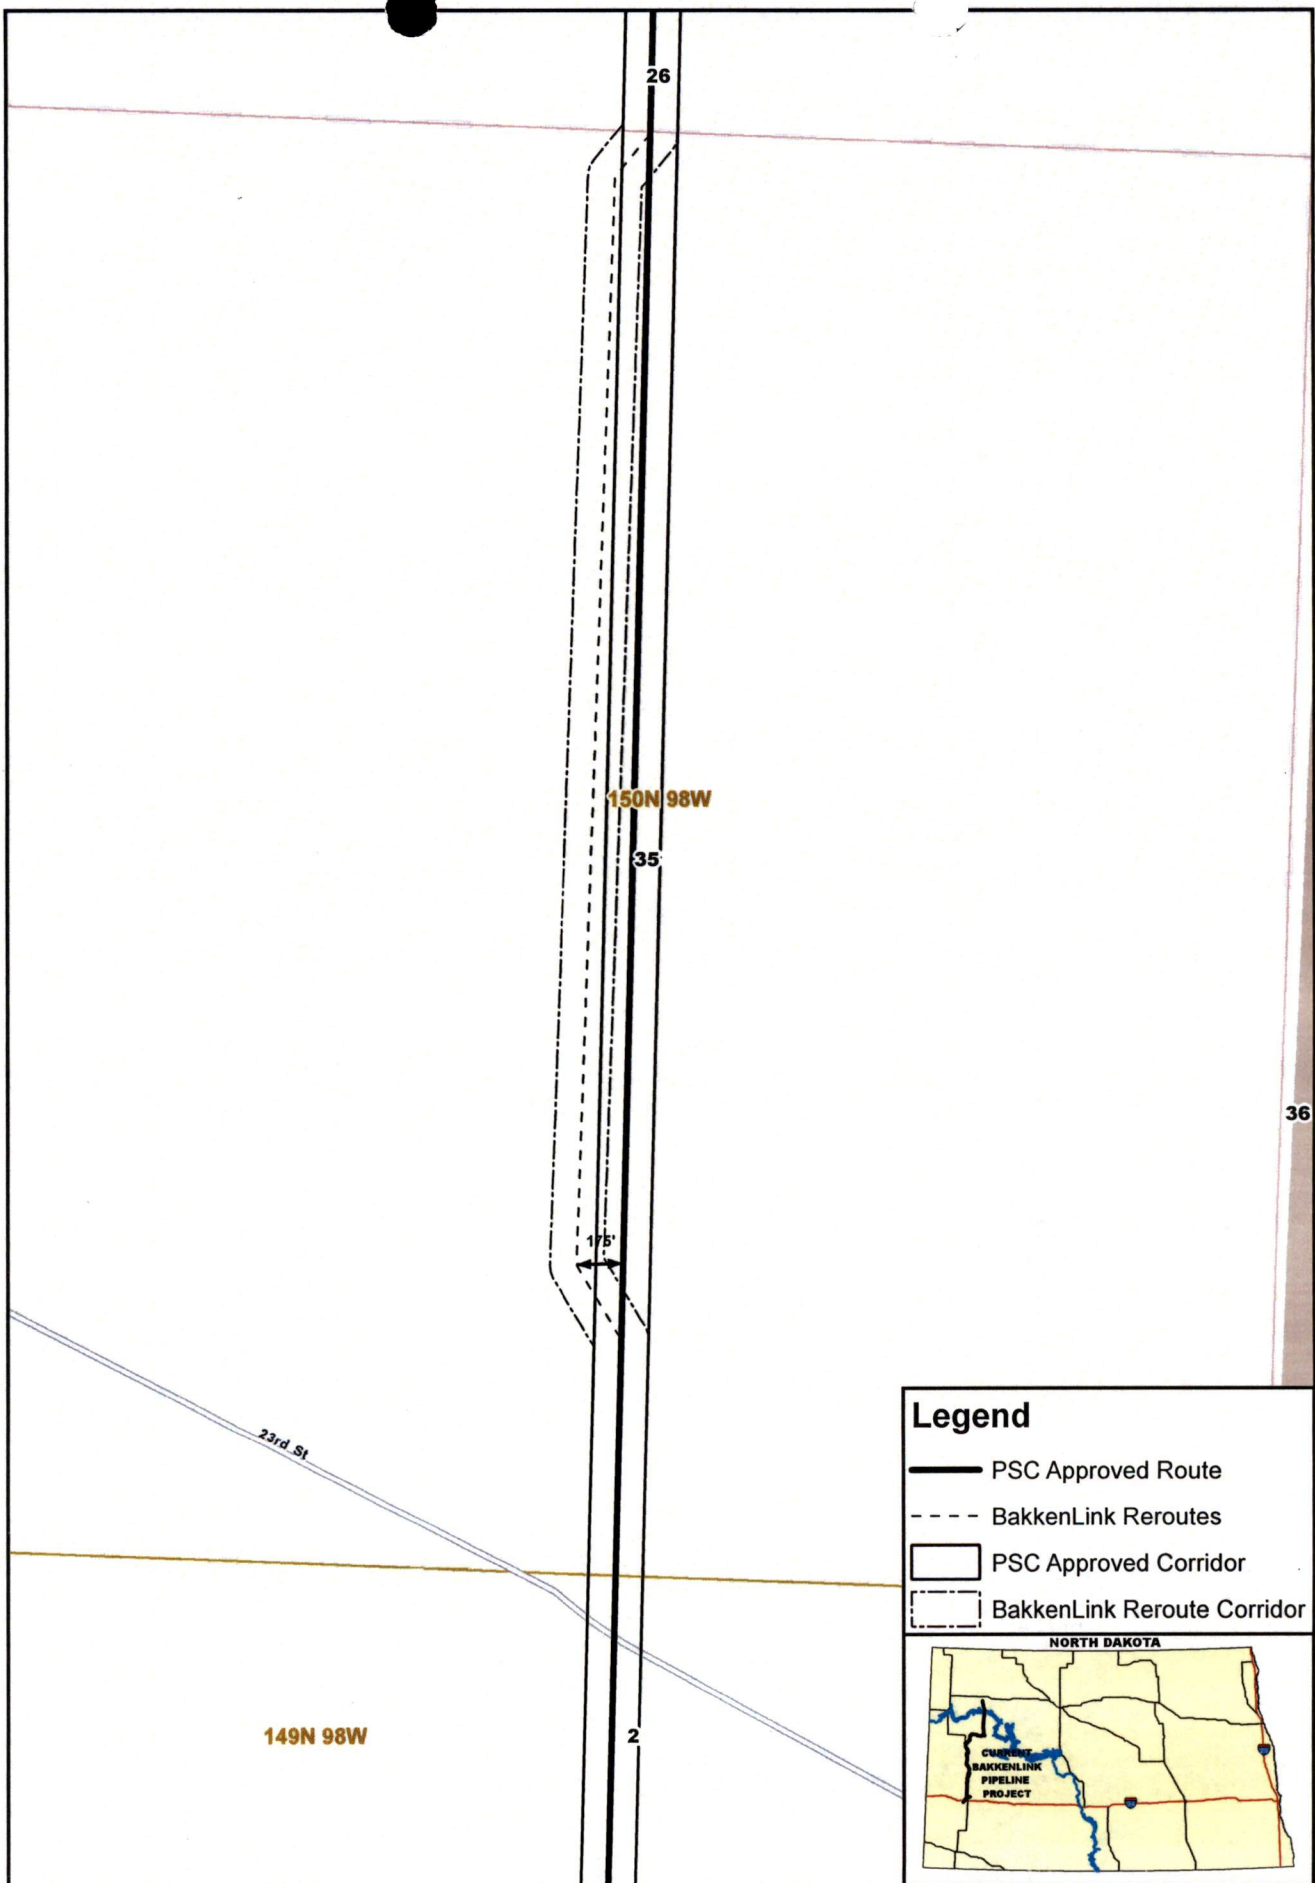 26
150N 98W
35
36
175'
23rd St
149N 98W
2
Legend
PSC Approved Route
BakkenLink Reroutes
PSC Approved Corridor
BakkenLink Reroute Corridor
NORTH DAKOTA
CURRENT
BAKKENLINK
PIPELINE
PROJECT